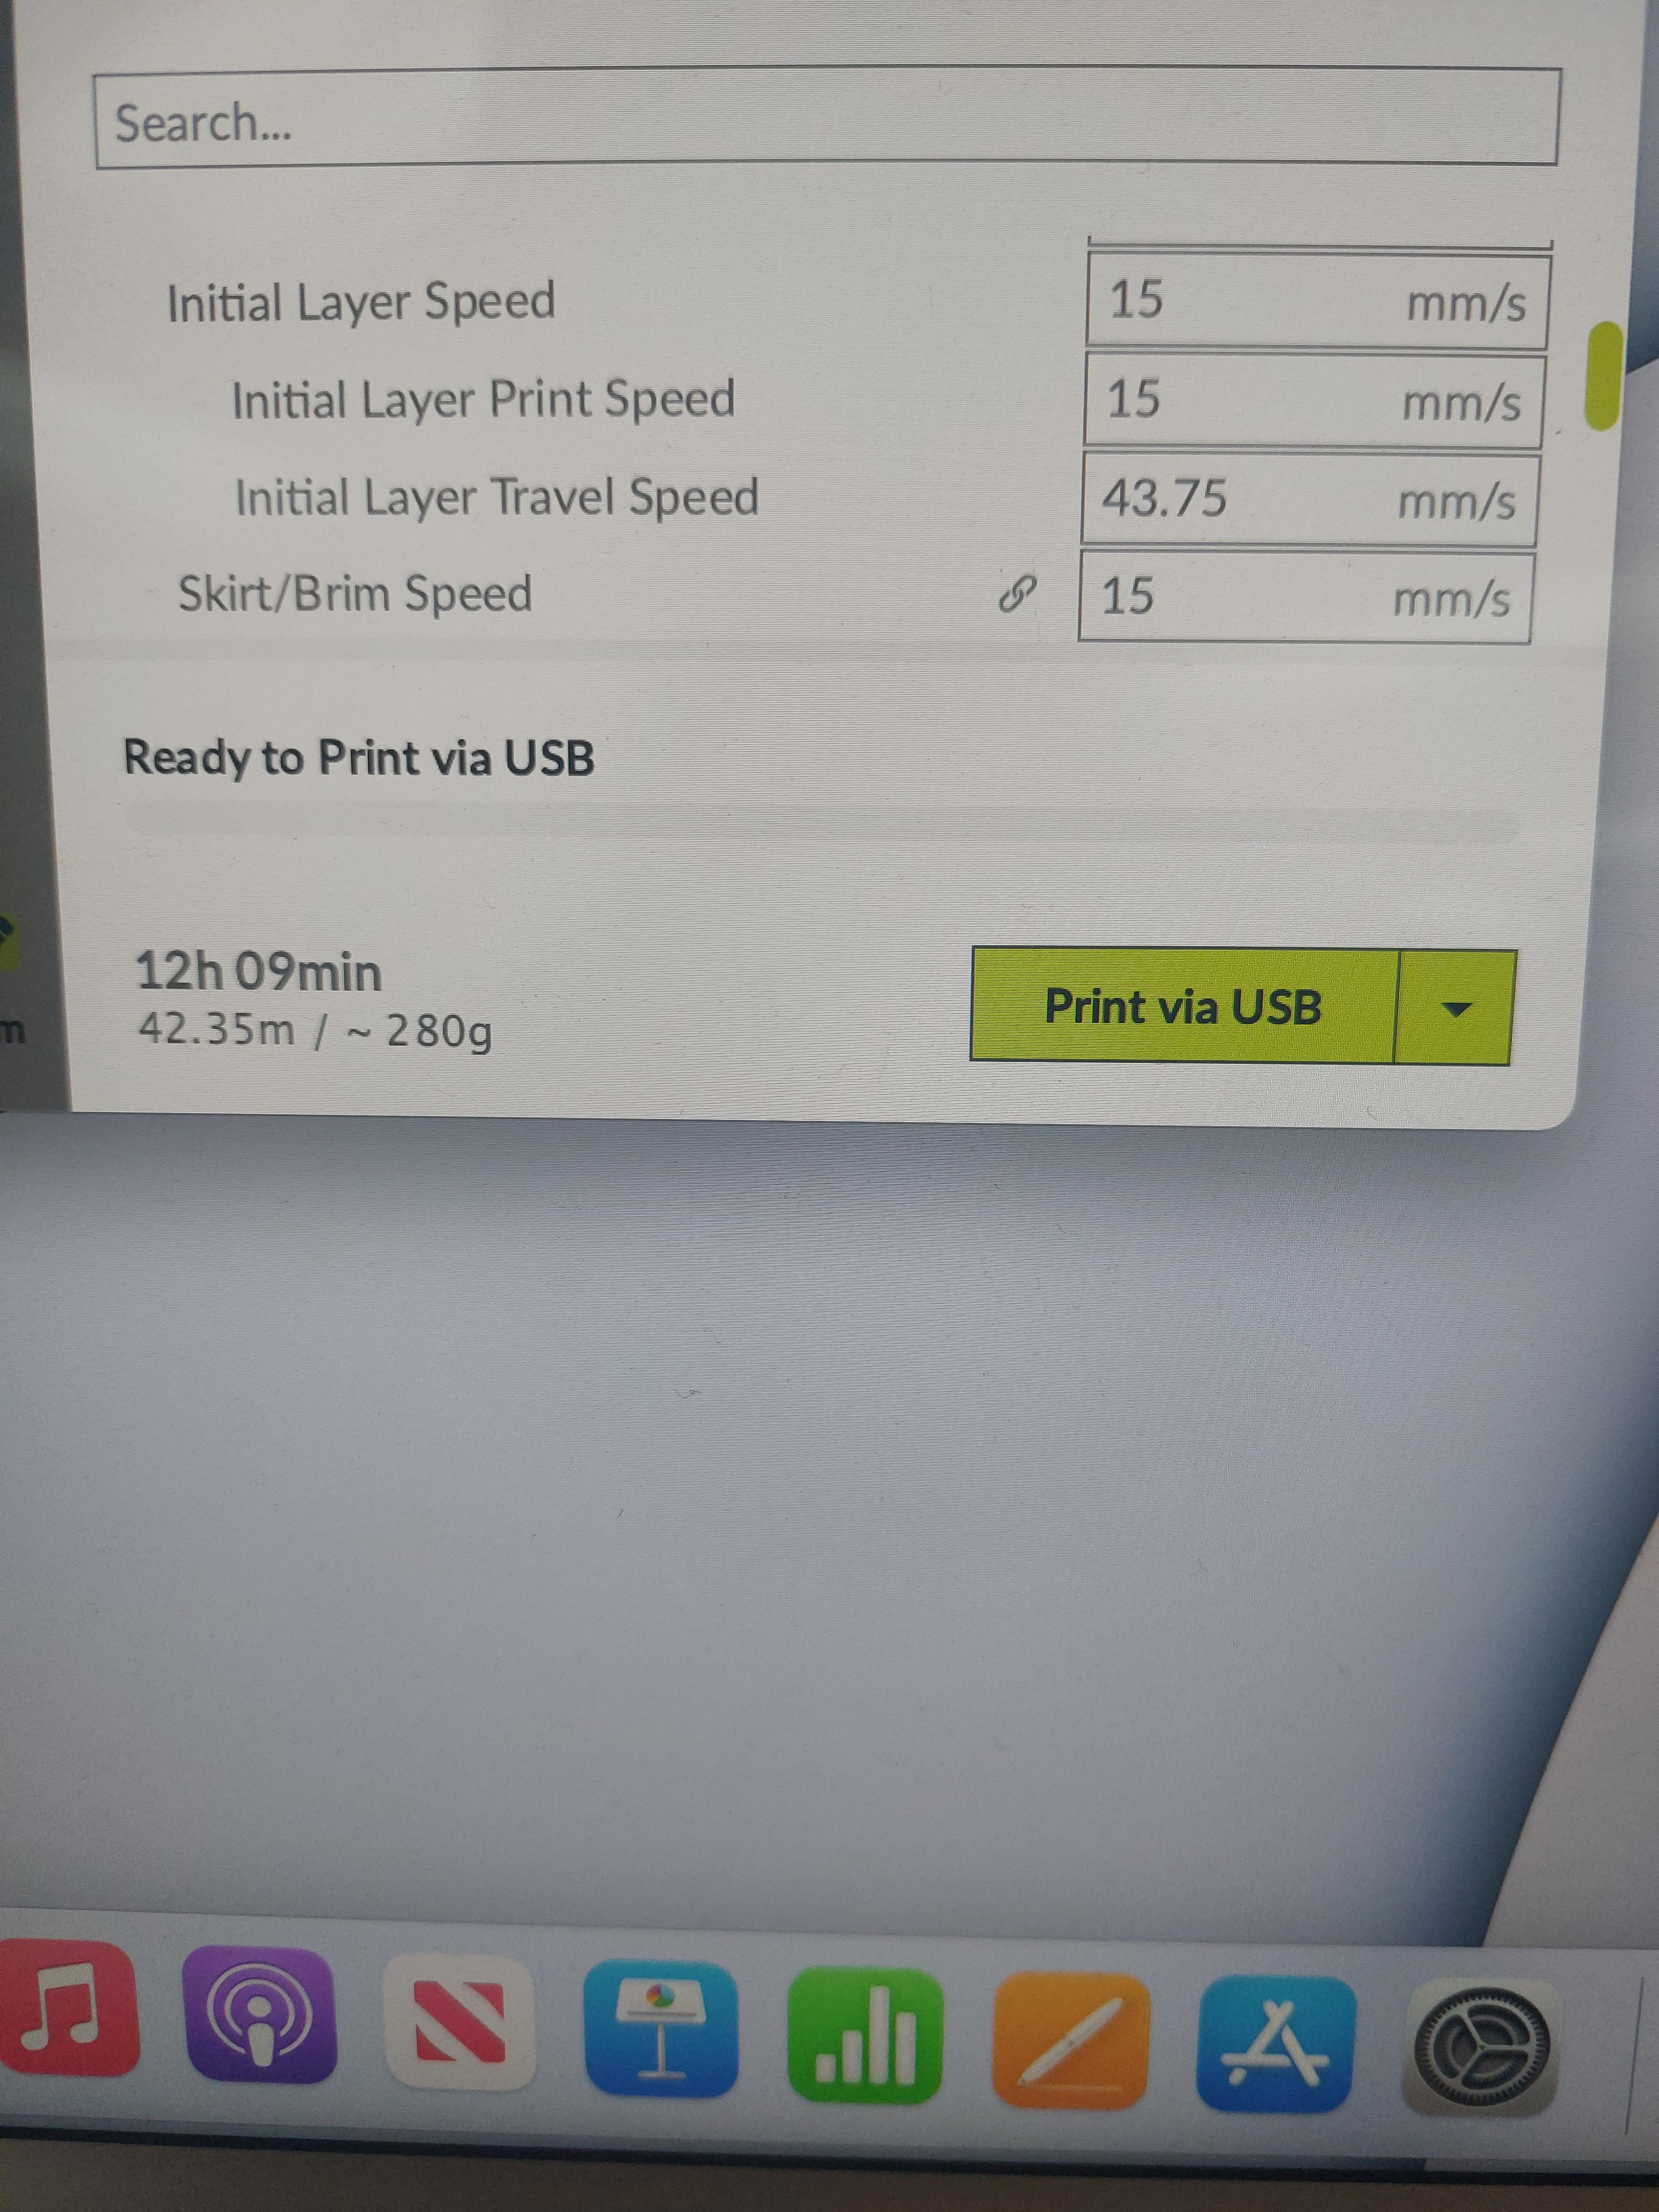 Search...
Initial Layer Speed 15 mm/s
Initial Layer Print Speed 15 mm/s
Initial Layer Travel Speed 43.75 mm/s
Skirt/Brim Speed 15 mm/s
Ready to Print via USB
12h 09min
42.35m / ~ 280g
Print via USB
m